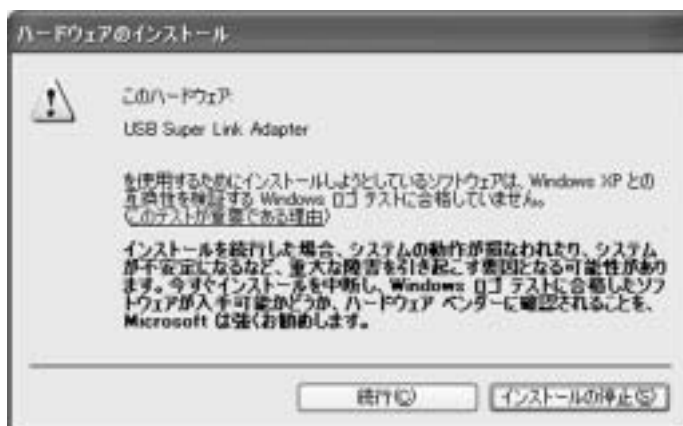 ハードウェアのインストール
このハードウェア:
USB Super Link Adapter
を使用するためにインストールしようとしているソフトウェアは、Windows XP との
互換性を検証する Windows ロゴ テストに合格していません。
(このテストが重要である理由)
インストールを続行した場合、システムの動作が損なわれたり、システム
が不安定になるなど、重大な障害を引き起こす要因となる可能性があり
ます。今すぐインストールを中断し、Windows ロゴ テストに合格したソフ
トウェアが入手可能かどうか、ハードウェア ベンダーに確認されることを、
Microsoft は強くお勧めします。
続行(C)
インストールの停止(S)